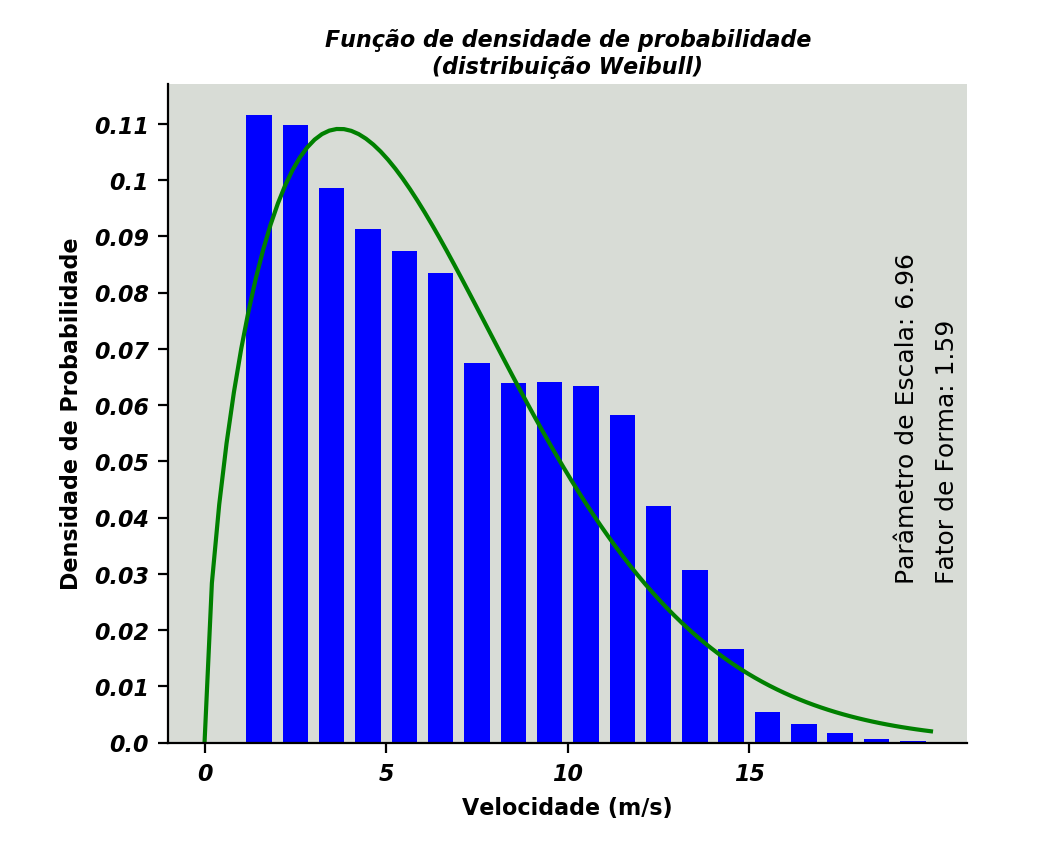 Função de densidade de probabilidade
(distribuição Weibull)
0.11
0.1
0.09
0.08
0.07
0.06
0.05
0.04
0.03
0.02
0.01
0.0
Densidade de Probabilidade
Parâmetro de Escala: 6.96
Fator de Forma: 1.59
0
5
10
15
Velocidade (m/s)